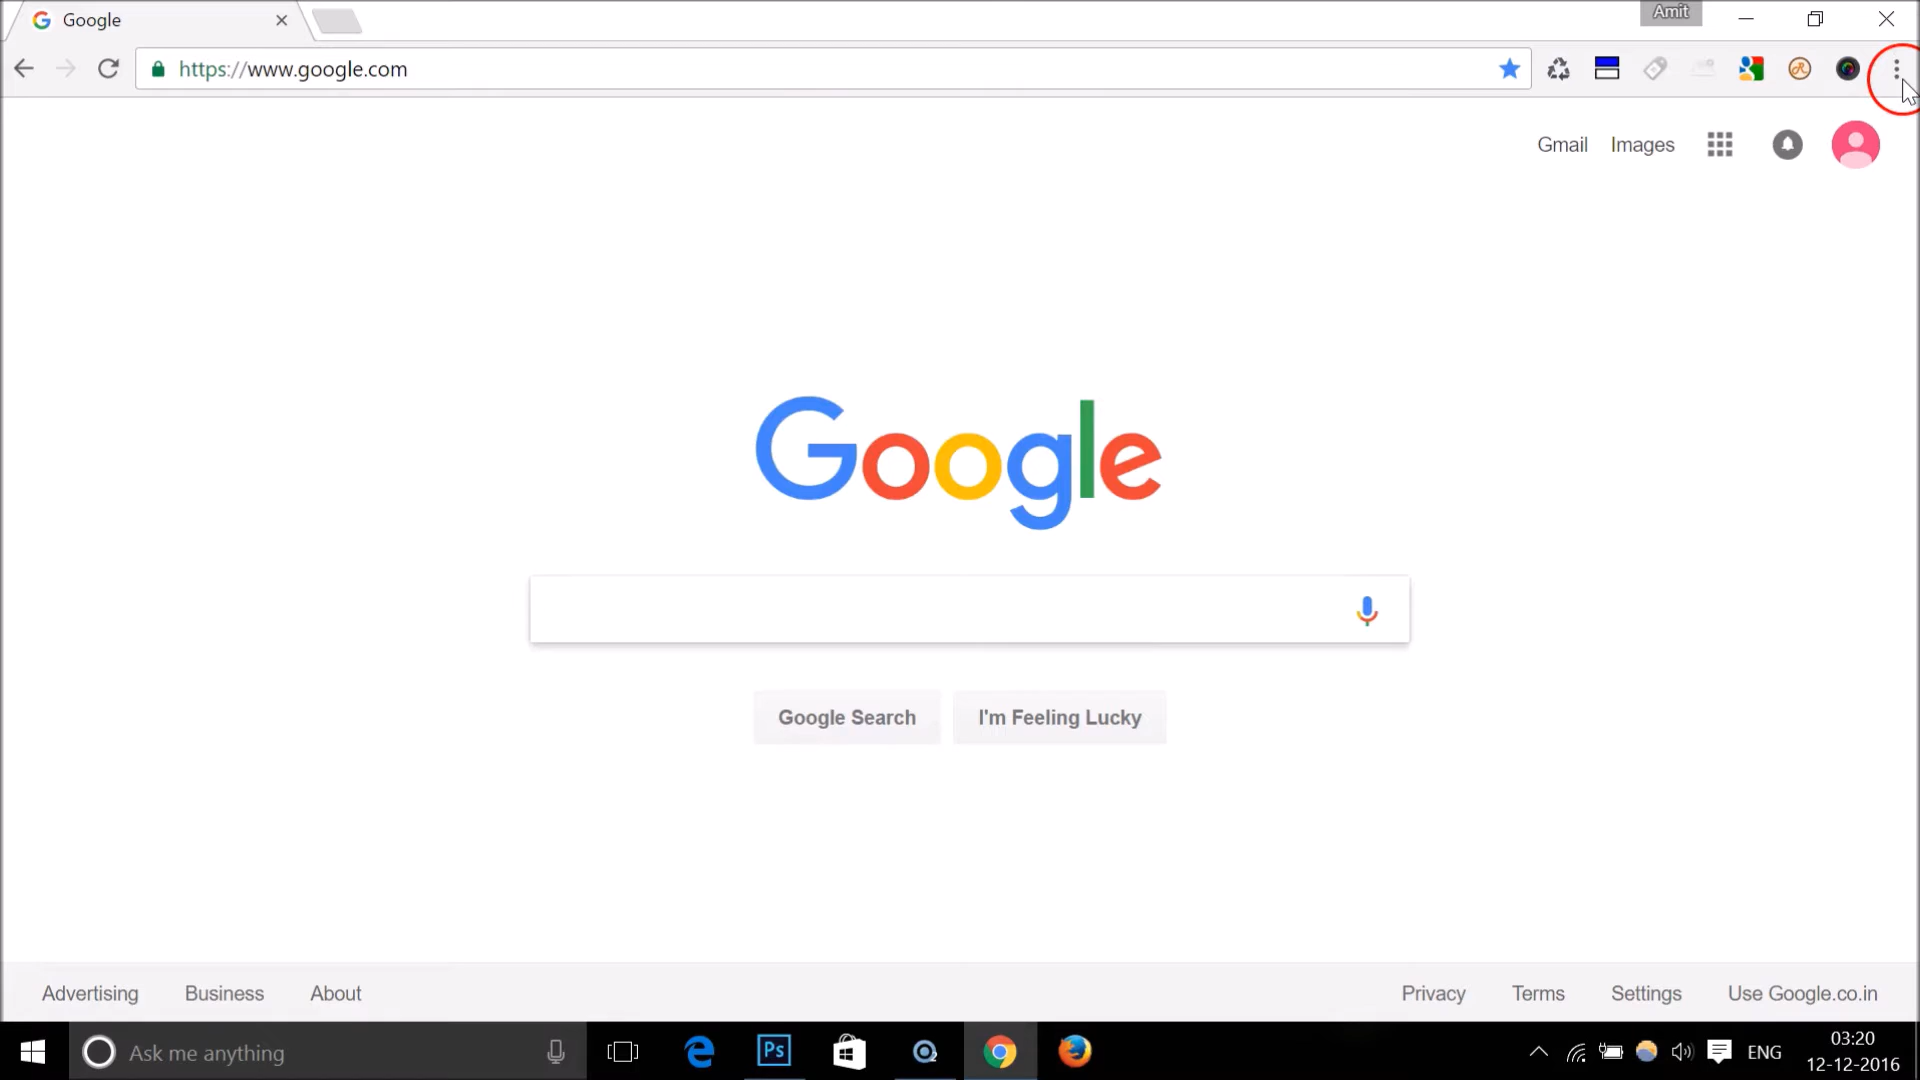 Google
Amit
https://www.google.com
Gmail Images
Google
Google Search I'm Feeling Lucky
Advertising Business About Privacy Terms Settings Use Google.co.in
Ask me anything Ps ENG 03:20
12-12-2016